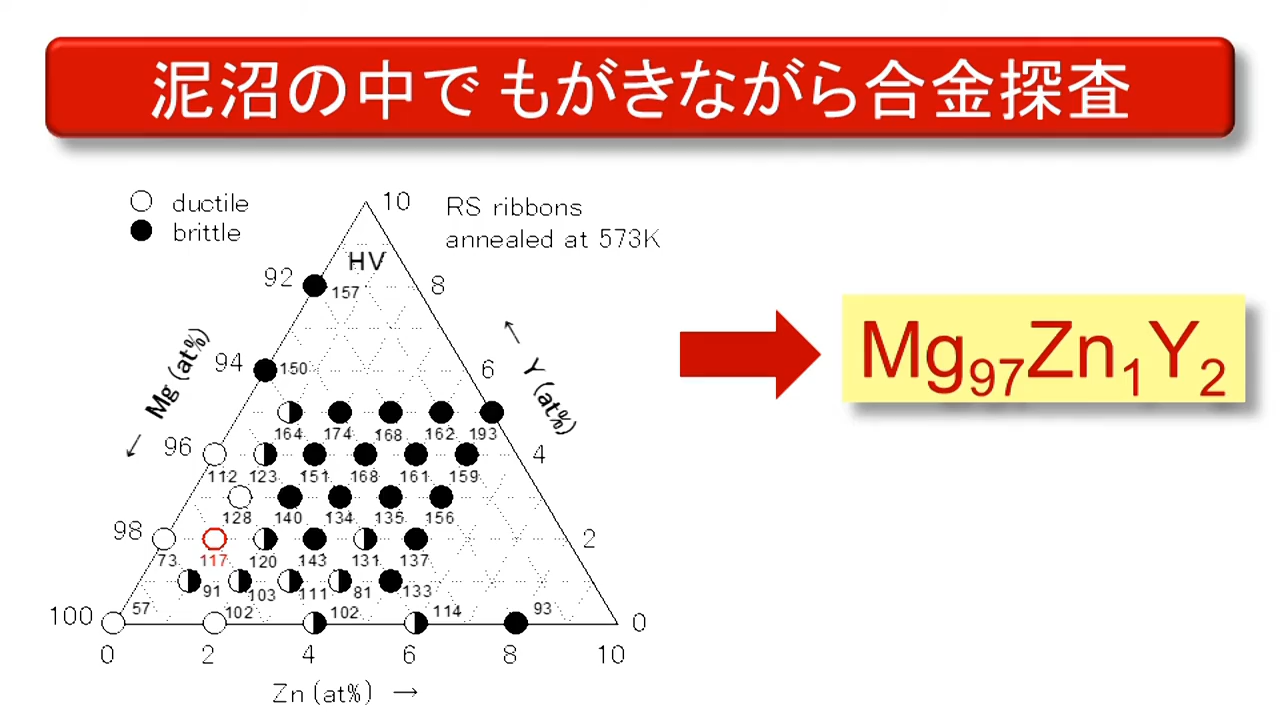 泥沼の中で もがきながら合金探査
ductile
brittle
RS ribbons
annealed at 573K
10
HV
92
157
8
94
150
6
Mg (at%)
Y (at%)
164 174 168 162 193
96
4
112 123 151 168 161 159
128 140 134 135 156
98
2
73 117 120 143 131 137
91 103 111 81 133
100
57 102 102 114 93
0
0 2 4 6 8 10
Zn (at%) →
Mg97Zn1Y2